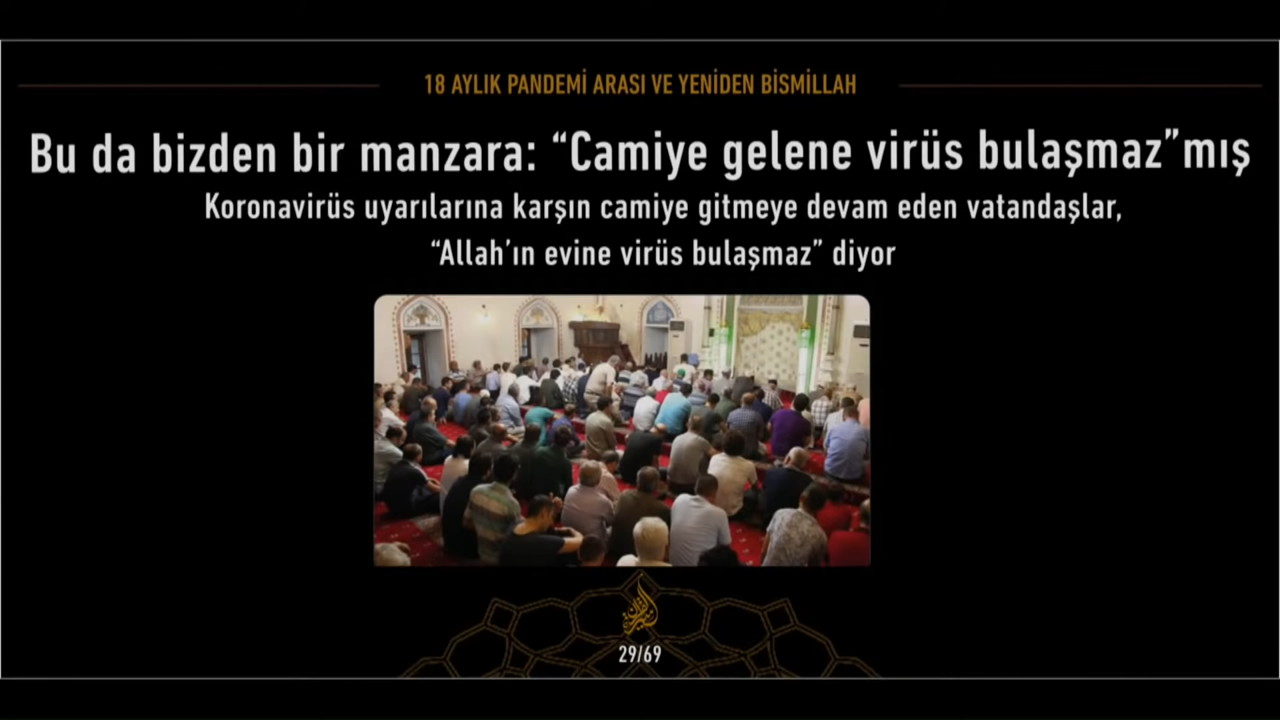 18 AYLIK PANDEMİ ARASI VE YENİDEN BİSMİLLAH
Bu da bizden bir manzara: “Camiye gelene virüs bulaşmaz”mış
Koronavirüs uyarılarına karşın camiye gitmeye devam eden vatandaşlar,
“Allah’ın evine virüs bulaşmaz” diyor
29/69